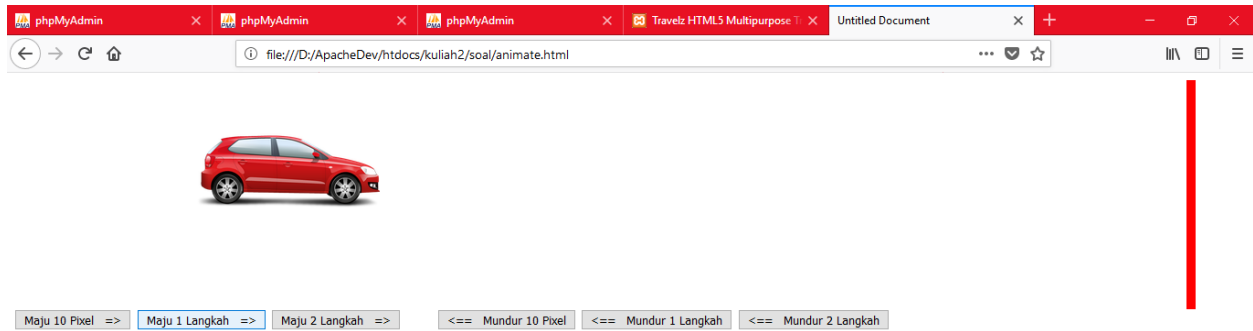 phpMyAdmin phpMyAdmin phpMyAdmin Travelz HTML5 Multipurpose T Untitled Document
file:///D:/ApacheDev/htdocs/kuliah2/soal/animate.html
Maju 10 Pixel => Maju 1 Langkah => Maju 2 Langkah => <== Mundur 10 Pixel <== Mundur 1 Langkah <== Mundur 2 Langkah